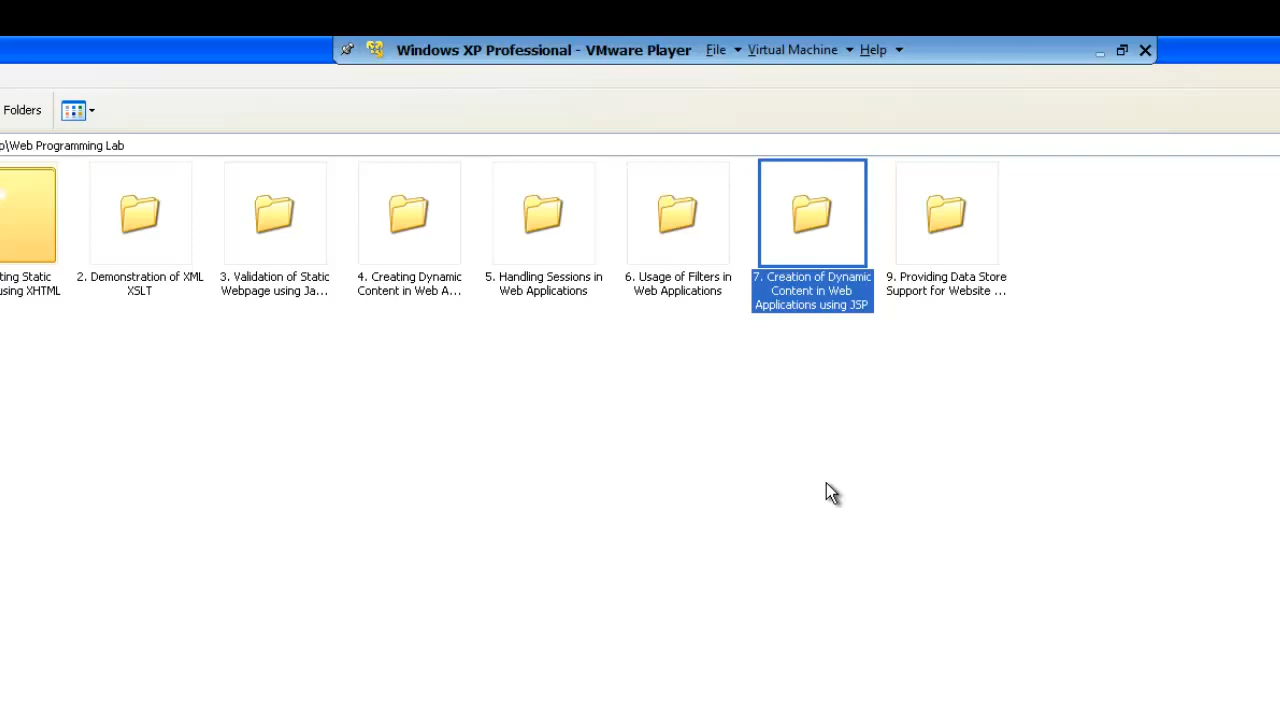 Windows XP Professional - VMware Player File Virtual Machine Help
Folders
p\Web Programming Lab
ting Static
using XHTML
2. Demonstration of XML
XSLT
3. Validation of Static
Webpage using Ja...
4. Creating Dynamic
Content in Web A...
5. Handling Sessions in
Web Applications
6. Usage of Filters in
Web Applications
7. Creation of Dynamic
Content in Web
Applications using JSP
9. Providing Data Store
Support for Website ...